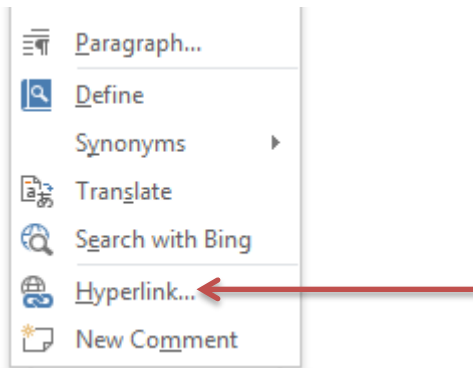 Paragraph...
Define
Synonyms
Translate
Search with Bing
Hyperlink...
New Comment